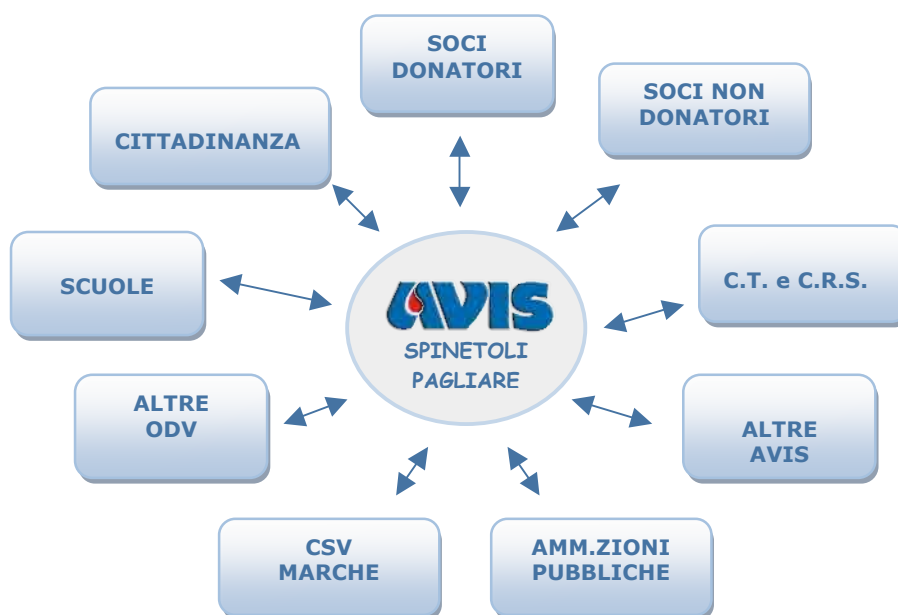 SOCI
DONATORI
SOCI NON
DONATORI
CITTADINANZA
SCUOLE
C.T. e C.R.S.
AVIS
SPINETOLI
PAGLIARE
ALTRE
ODV
ALTRE
AVIS
CSV
MARCHE
AMM.ZIONI
PUBBLICHE